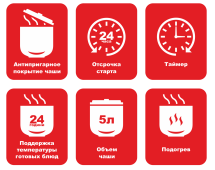 24
часа
Антипригарное
покрытие чаши
Отсрочка
старта
Таймер
24
часа
5л
Поддержка
температуры
готовых блюд
Объем
чаши
Подогрев